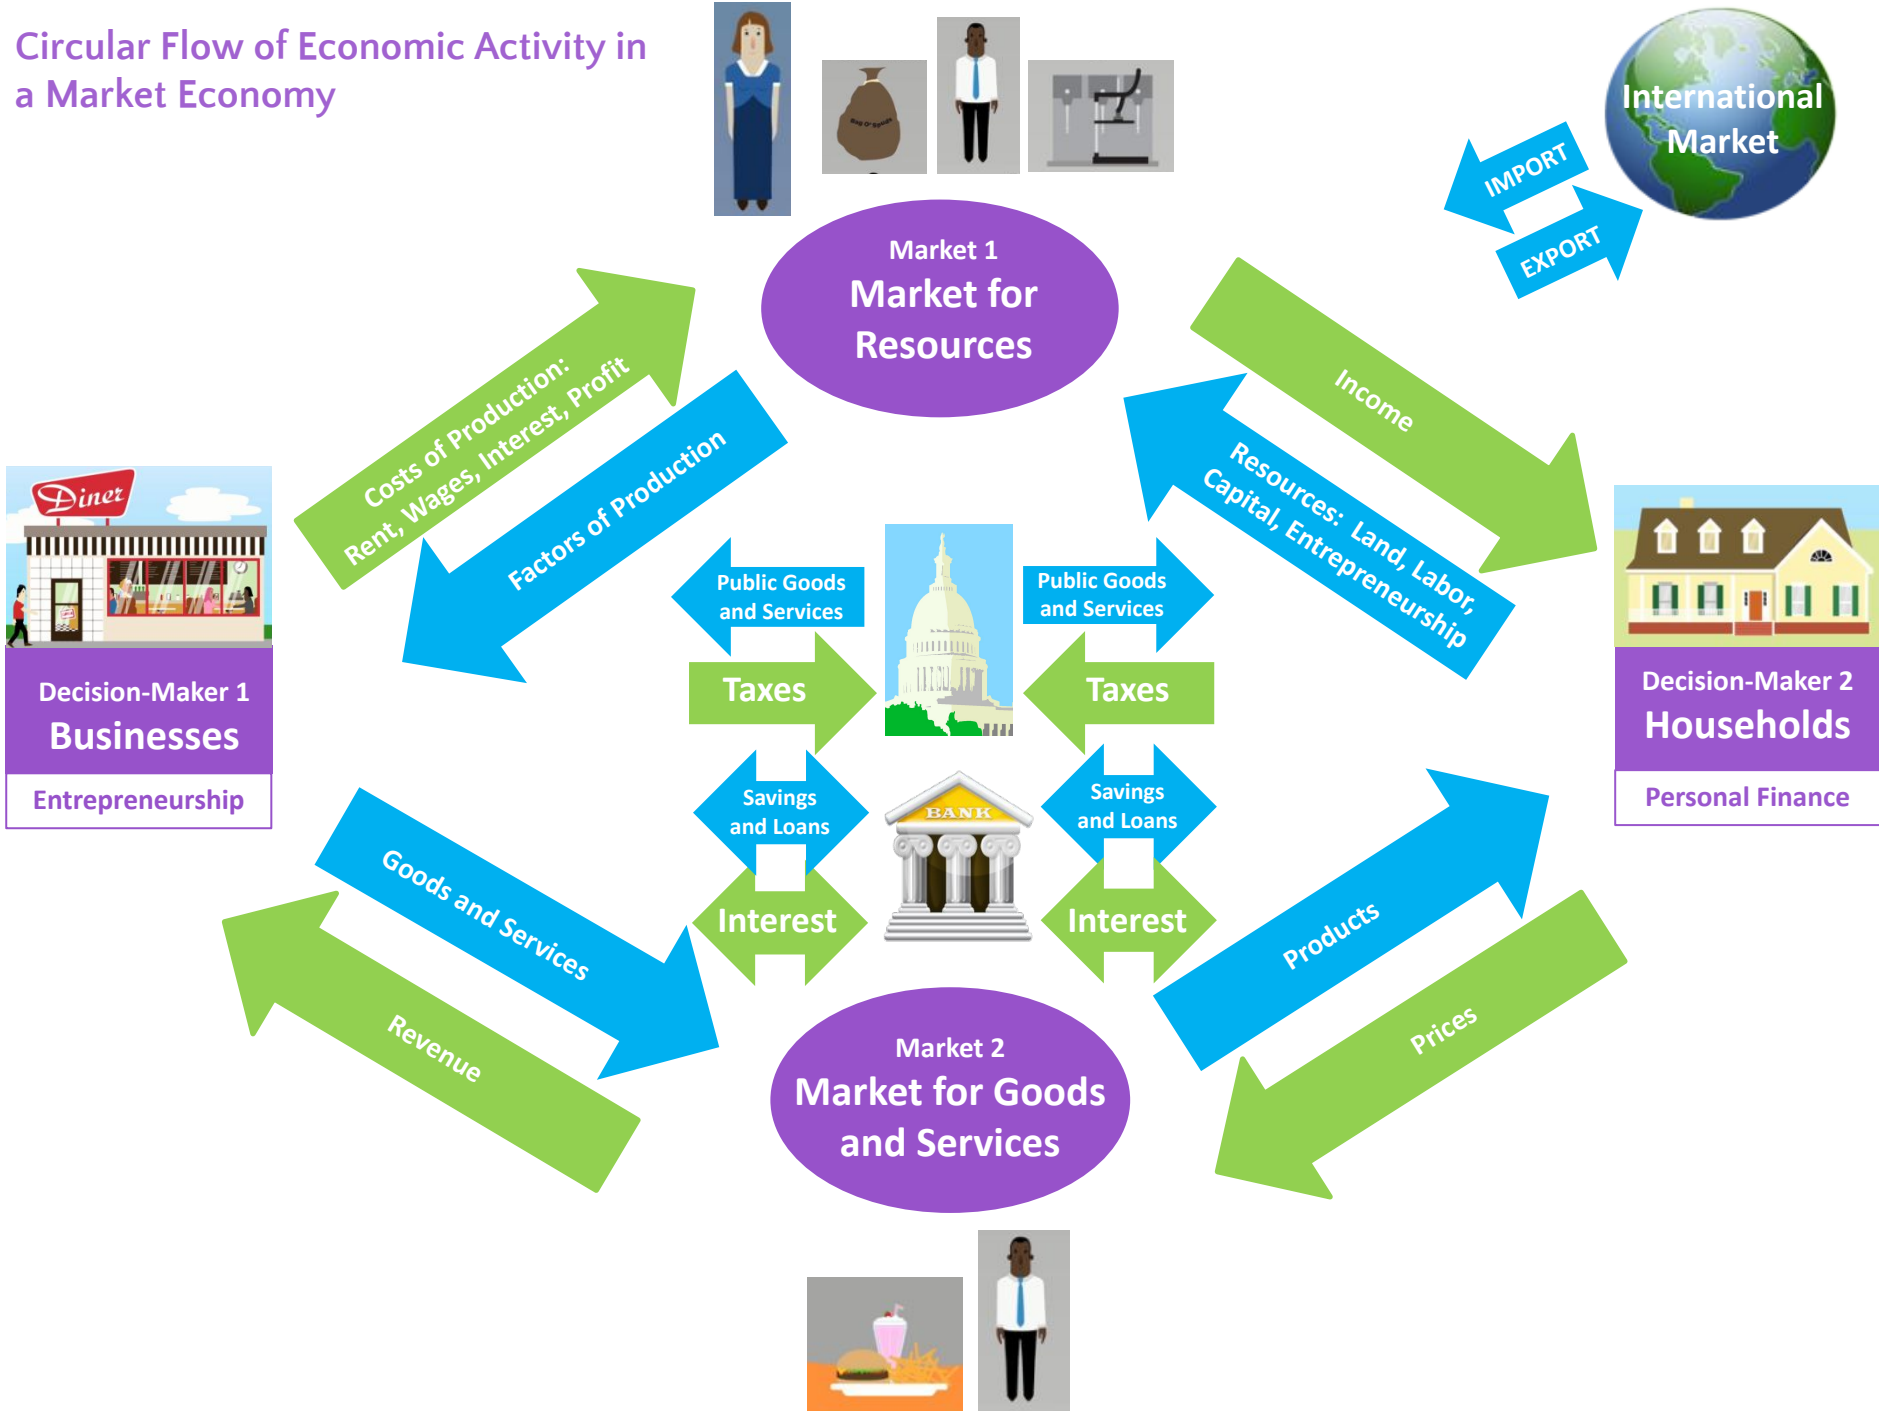 Circular Flow of Economic Activity in
a Market Economy
Bag O' Spuds
International
Market
IMPORT
EXPORT
Market 1
Market for
Resources
Costs of Production:
Rent, Wages, Interest, Profit
Factors of Production
Income
Resources: Land, Labor,
Capital, Entrepreneurship
Diner
Decision-Maker 1
Businesses
Entrepreneurship
Public Goods
and Services
Taxes
Public Goods
and Services
Taxes
Decision-Maker 2
Households
Personal Finance
Savings
and Loans
BANK
Savings
and Loans
Interest
Interest
Goods and Services
Revenue
Products
Prices
Market 2
Market for Goods
and Services